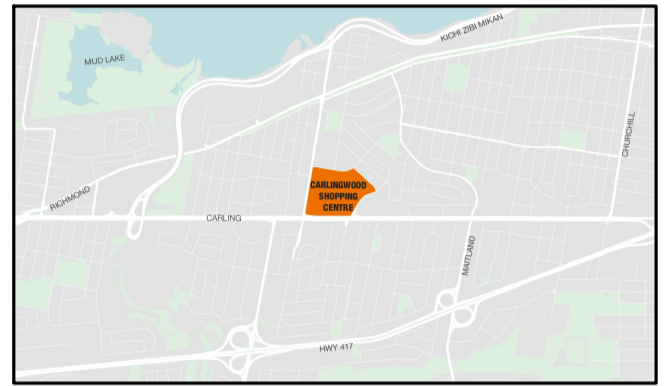 KICHI ZIBI MIKAN
MUD LAKE
CHURCHILL
RICHMOND
CARLINGWOOD
SHOPPING
CENTRE
CARLING
MAITLAND
HWY 417